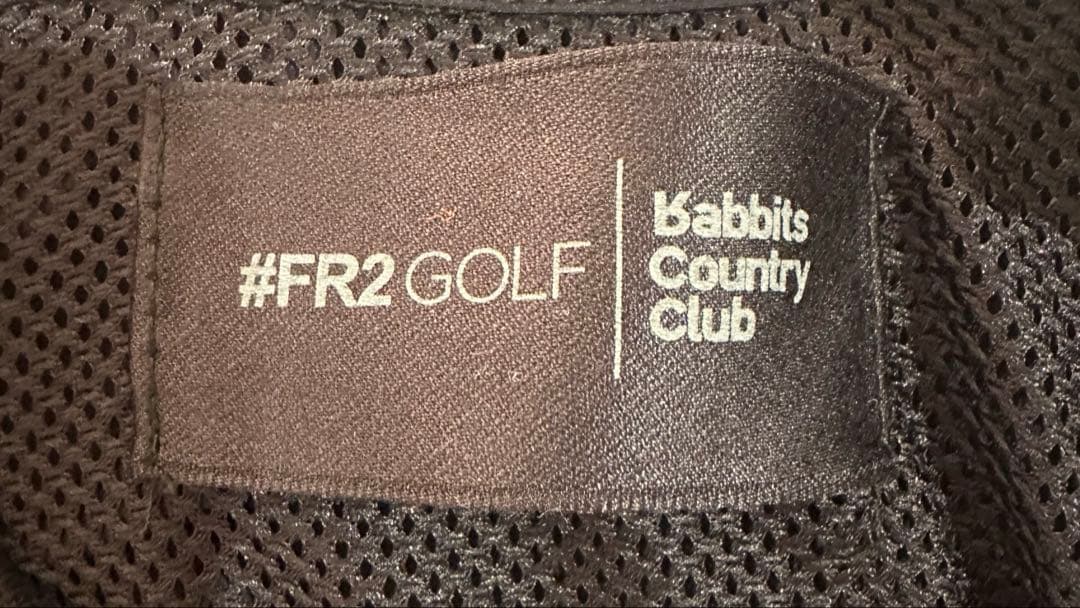 #FR2 GOLF
Rabbits
Country
Club